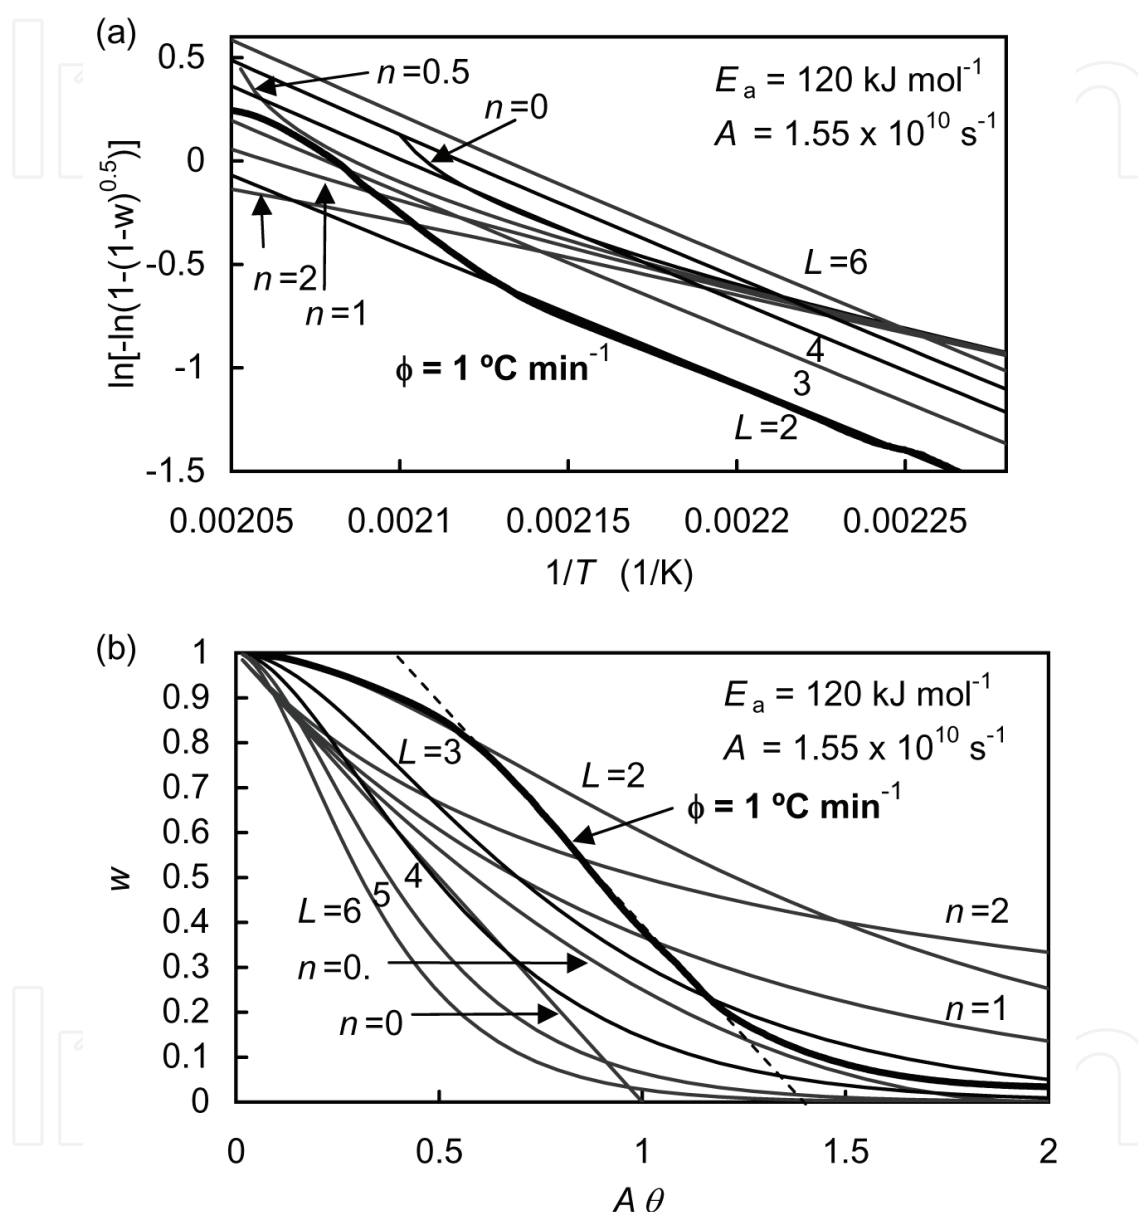 (a)
0.5
0
-0.5
-1
-1.5
ln[-ln(1-(1-w)^0.5)]
n=0.5
n=0
E_a = 120 kJ mol^-1
A = 1.55 x 10^10 s^-1
n=2
n=1
L=6
4
3
L=2
ϕ = 1 ºC min^-1
0.00205 0.0021 0.00215 0.0022 0.00225
1/T (1/K)
(b)
1
0.9
0.8
0.7
0.6
0.5
0.4
0.3
0.2
0.1
0
w
E_a = 120 kJ mol^-1
A = 1.55 x 10^10 s^-1
L=3
L=2
ϕ = 1 ºC min^-1
4
5
L=6
n=0.
n=0
n=2
n=1
0 0.5 1 1.5 2
A θ